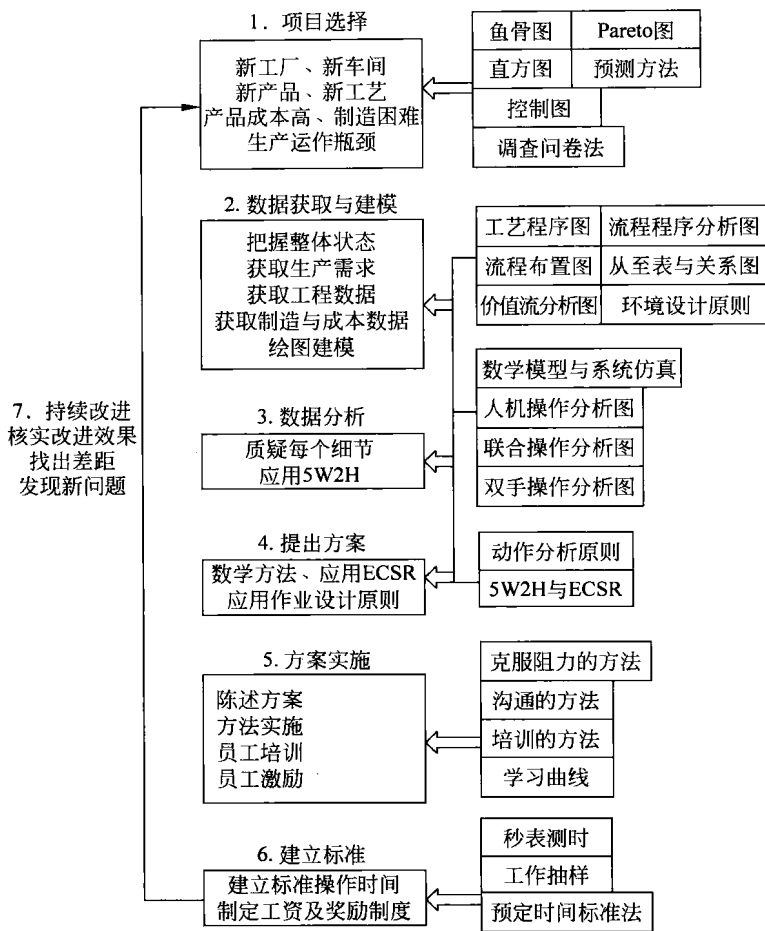 1. 项目选择
新工厂、新车间
新产品、新工艺
产品成本高、制造困难
生产运作瓶颈
鱼骨图
Pareto图
直方图
预测方法
控制图
调查问卷法
2. 数据获取与建模
把握整体状态
获取生产需求
获取工程数据
获取制造与成本数据
绘图建模
工艺程序图
流程程序分析图
流程布置图
从至表与关系图
价值流分析图
环境设计原则
数学模型与系统仿真
人机操作分析图
联合操作分析图
双手操作分析图
3. 数据分析
质疑每个细节
应用5W2H
4. 提出方案
数学方法、应用ECSR
应用作业设计原则
动作分析原则
5W2H与ECSR
5. 方案实施
陈述方案
方法实施
员工培训
员工激励
克服阻力的方法
沟通的方法
培训的方法
学习曲线
6. 建立标准
建立标准操作时间
制定工资及奖励制度
秒表测时
工作抽样
预定时间标准法
7. 持续改进
核实改进效果
找出差距
发现新问题